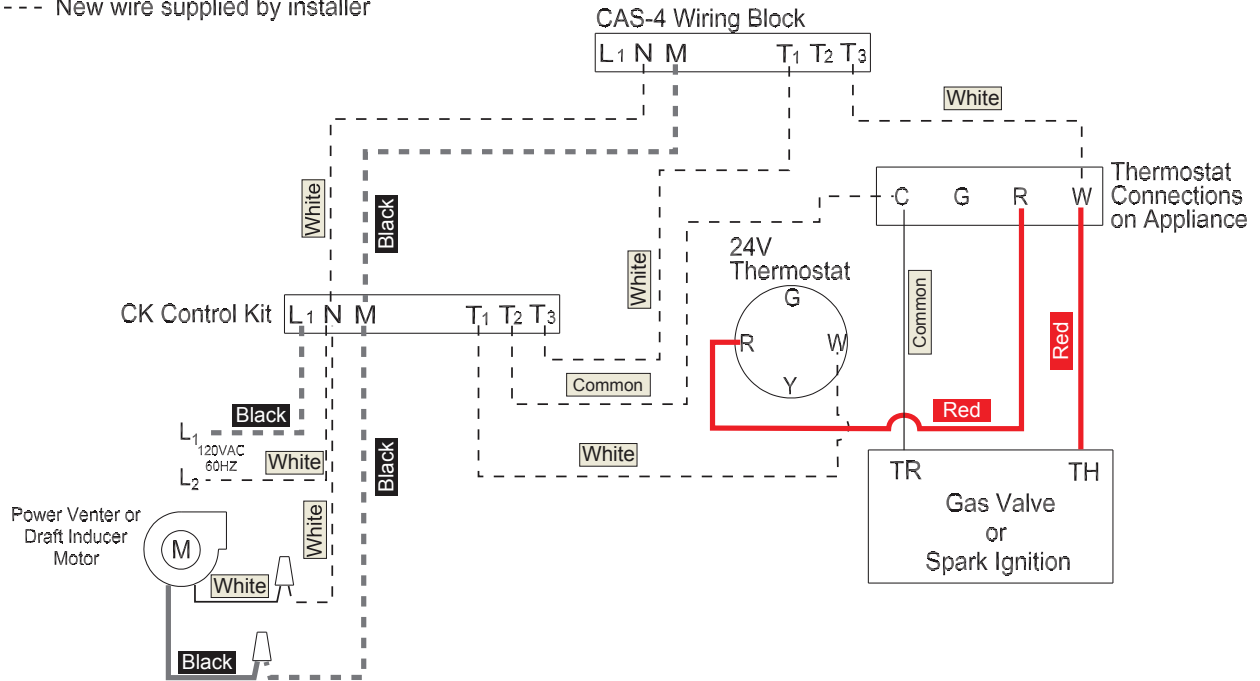 --- New wire supplied by installer
CAS-4 Wiring Block
L1 N M T1 T2 T3
White
Thermostat
Connections
on Appliance
C G R W
White
Black
White
24V
Thermostat
G
R W
Y
Common
Red
CK Control Kit
L1 N M T1 T2 T3
Common
Red
Black
L1
120VAC
60HZ
L2
White
Black
White
TR TH
Gas Valve
or
Spark Ignition
Power Venter or
Draft Inducer
Motor
M
White
White
Black